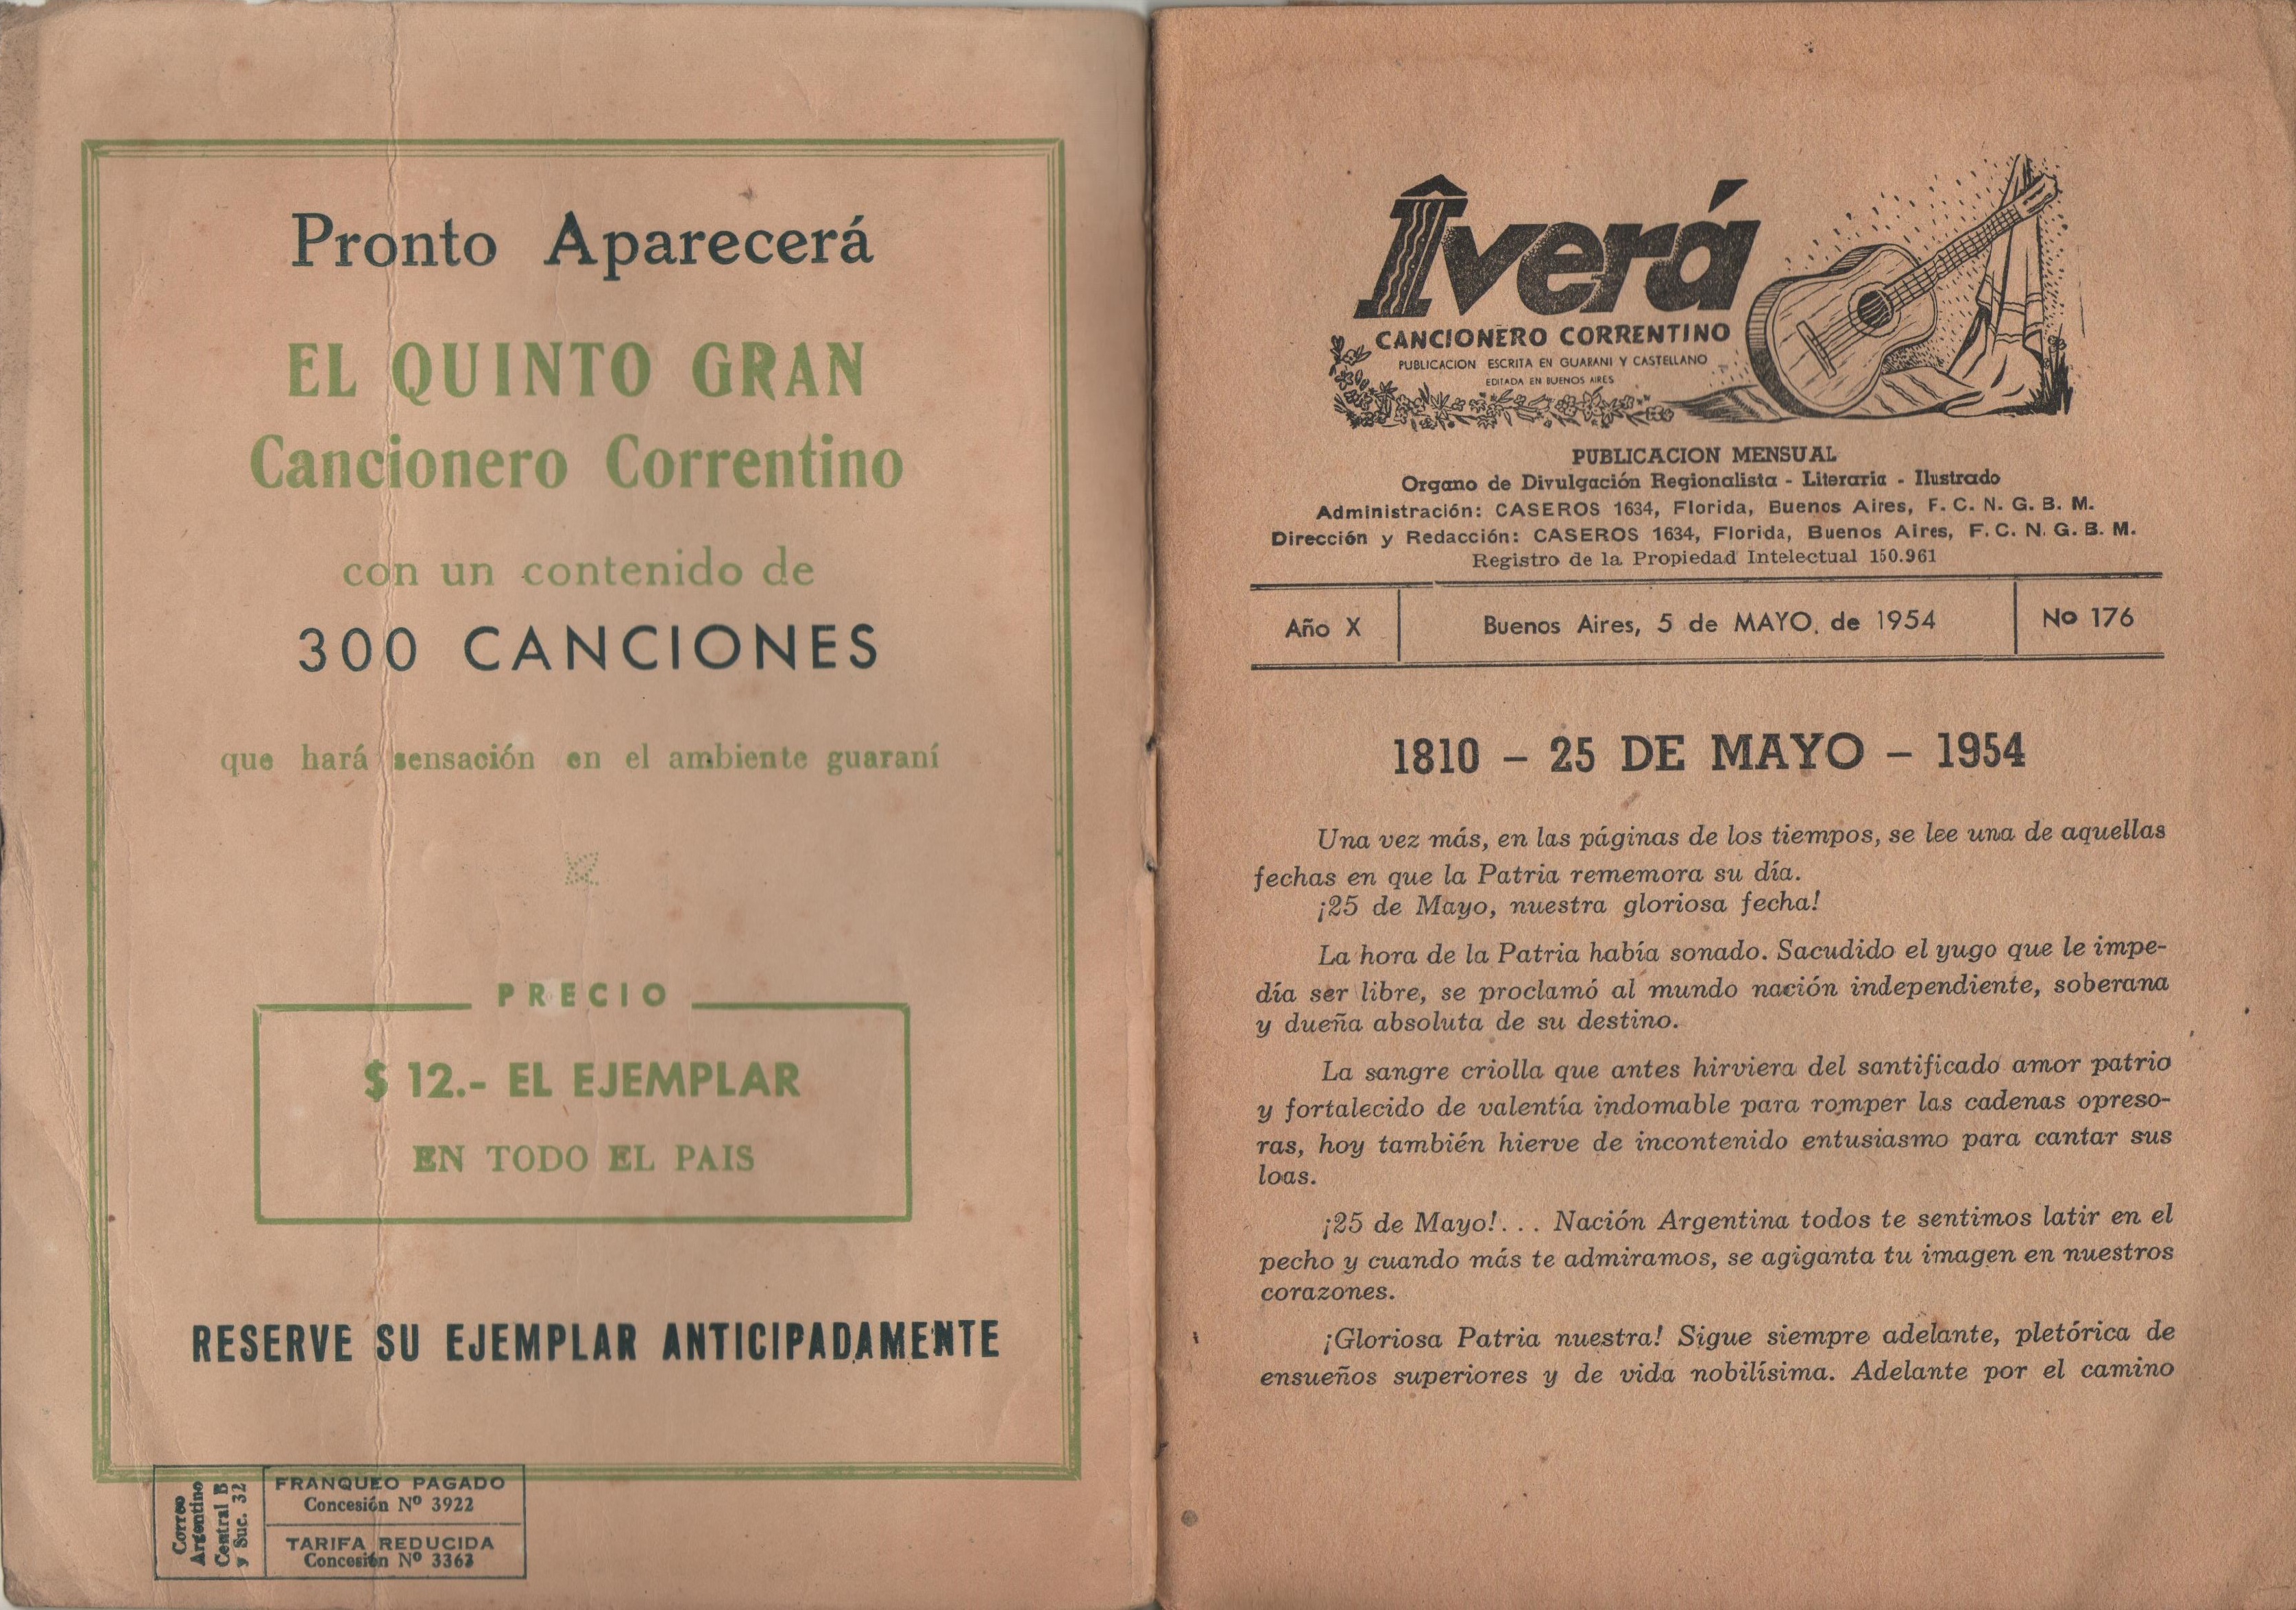 Pronto Aparecerá
EL QUINTO GRAN
Cancionero Correntino
con un contenido de
300 CANCIONES
que hará sensación en el ambiente guaraní
PRECIO
$ 12.- EL EJEMPLAR
EN TODO EL PAIS
RESERVE SU EJEMPLAR ANTICIPADAMENTE
Correo
Argentino
Central B
y Suc. 32
FRANQUEO PAGADO
Concesión Nº 3922
TARIFA REDUCIDA
Concesión Nº 3363
Îverá
CANCIONERO CORRENTINO
PUBLICACION ESCRITA EN GUARANI Y CASTELLANO
EDITADA EN BUENOS AIRES
PUBLICACION MENSUAL
Organo de Divulgación Regionalista - Literaria - Ilustrado
Administración: CASEROS 1634, Florida, Buenos Aires, F. C. N. G. B. M.
Dirección y Redacción: CASEROS 1634, Florida, Buenos Aires, F. C. N. G. B. M.
Registro de la Propiedad Intelectual 150.961
Año X
Buenos Aires, 5 de MAYO, de 1954
No 176
1810 – 25 DE MAYO – 1954
Una vez más, en las páginas de los tiempos, se lee una de aquellas
fechas en que la Patria rememora su día.
¡25 de Mayo, nuestra gloriosa fecha!
La hora de la Patria había sonado. Sacudido el yugo que le impe-
día ser libre, se proclamó al mundo nación independiente, soberana
y dueña absoluta de su destino.
La sangre criolla que antes hirviera del santificado amor patrio
y fortalecido de valentía indomable para romper las cadenas opreso-
ras, hoy también hierve de incontenido entusiasmo para cantar sus
loas.
¡25 de Mayo!. . . Nación Argentina todos te sentimos latir en el
pecho y cuando más te admiramos, se agiganta tu imagen en nuestros
corazones.
¡Gloriosa Patria nuestra! Sigue siempre adelante, pletórica de
ensueños superiores y de vida nobilísima. Adelante por el camino